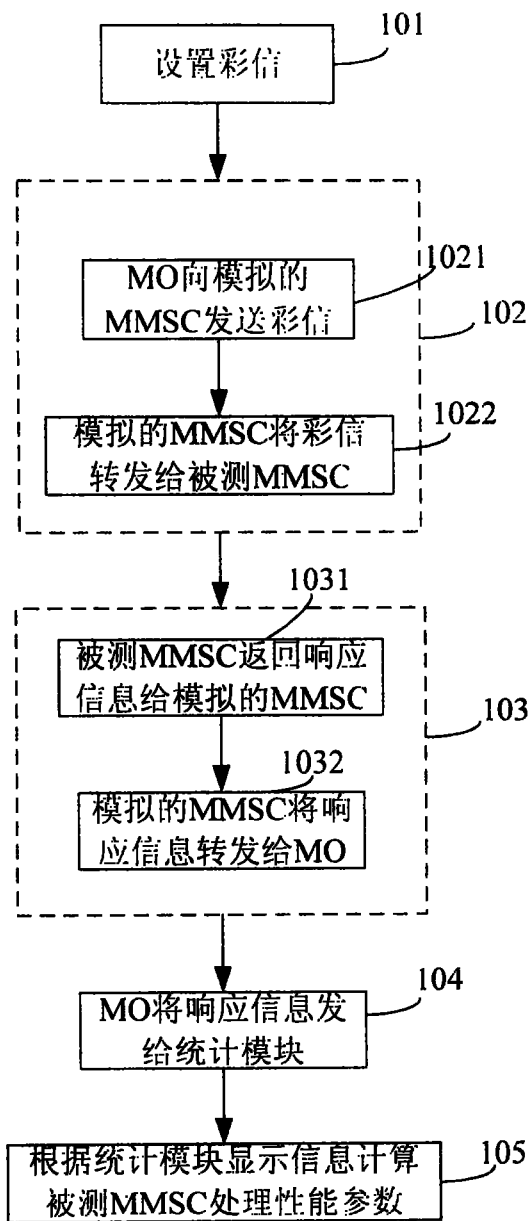 101
设置彩信
1021
MO向模拟的
MMSC发送彩信
102
1022
模拟的MMSC将彩信
转发给被测MMSC
1031
被测MMSC返回响应
信息给模拟的MMSC
103
1032
模拟的MMSC将响
应信息转发给MO
104
MO将响应信息发
给统计模块
105
根据统计模块显示信息计算
被测MMSC处理性能参数